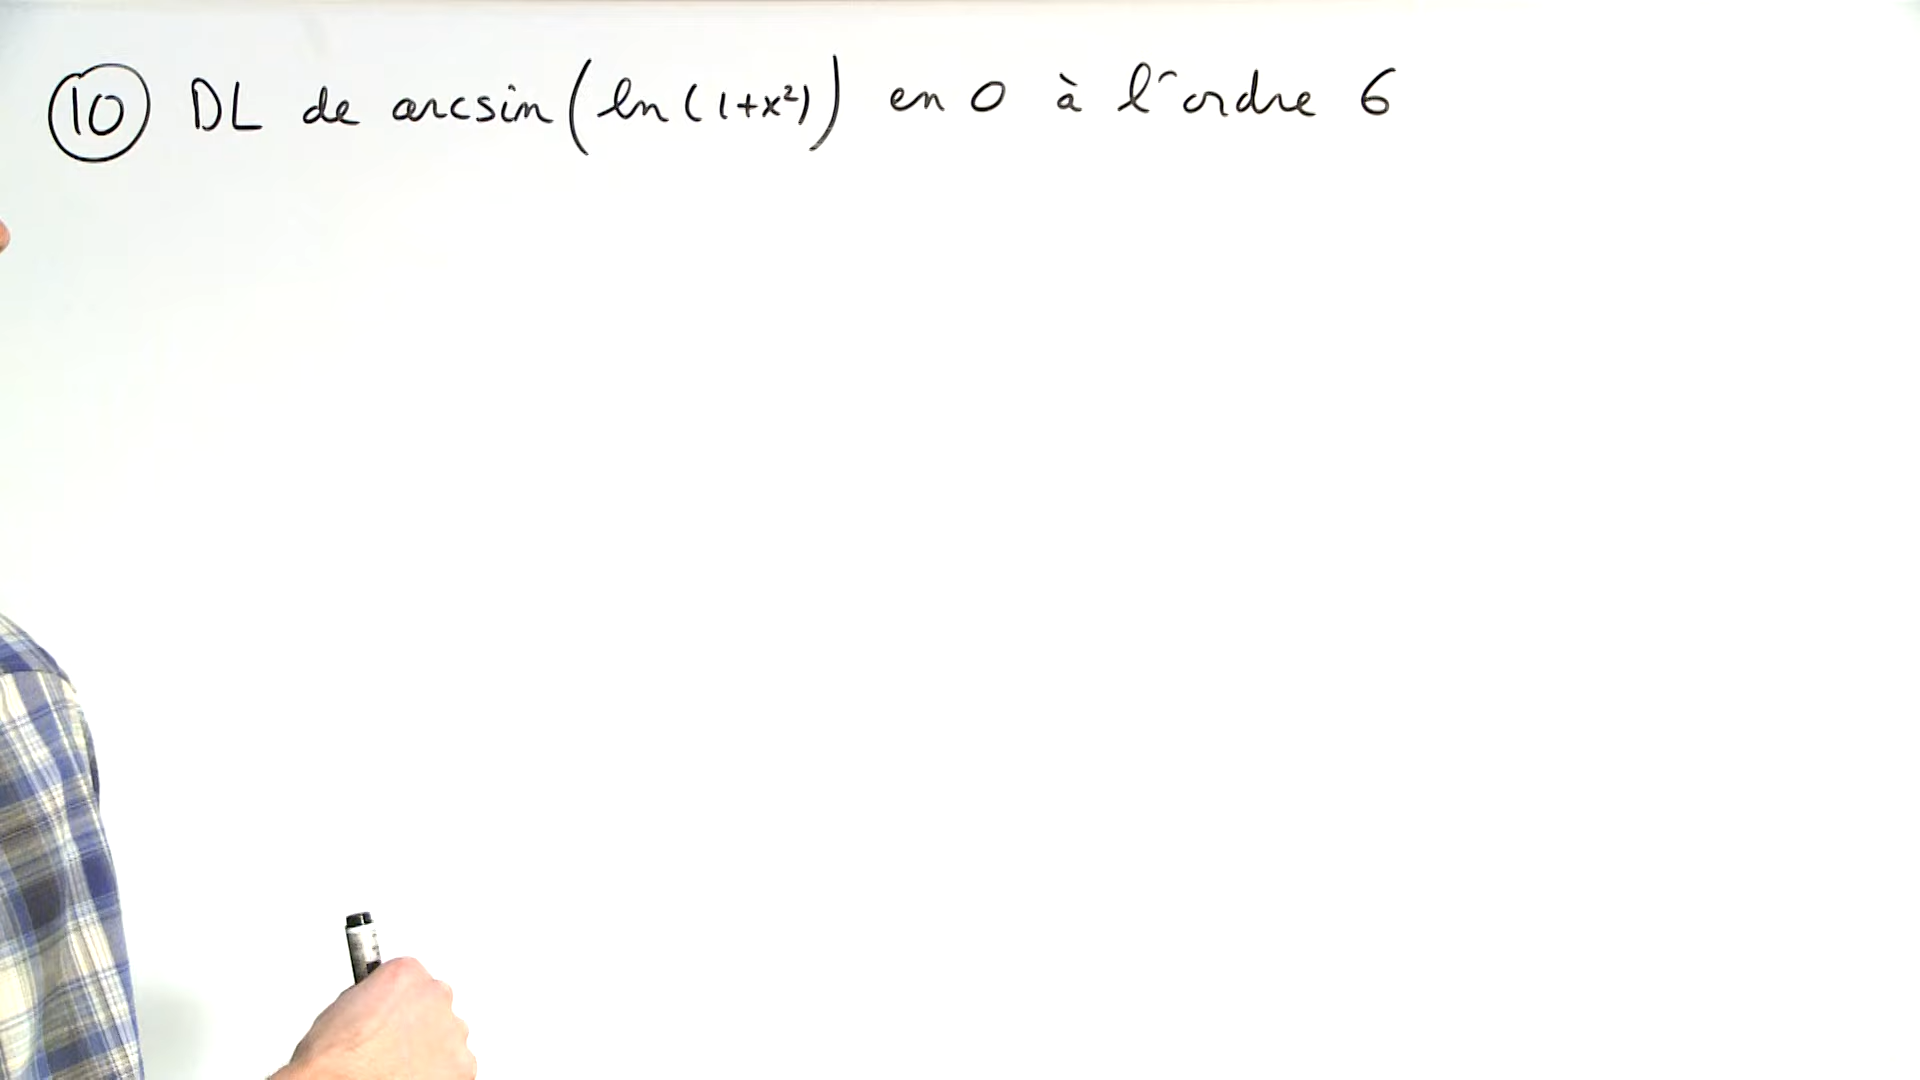 10 DL de arcsin(ln(1+x²)) en 0 à l'ordre 6